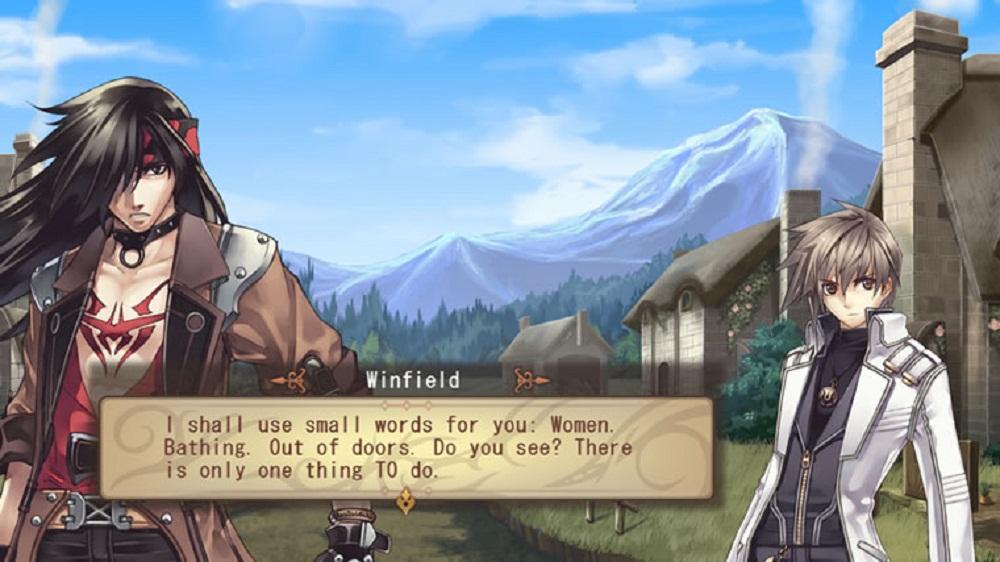 Winfield
I shall use small words for you: Women.
Bathing. Out of doors. Do you see? There
is only one thing TO do.